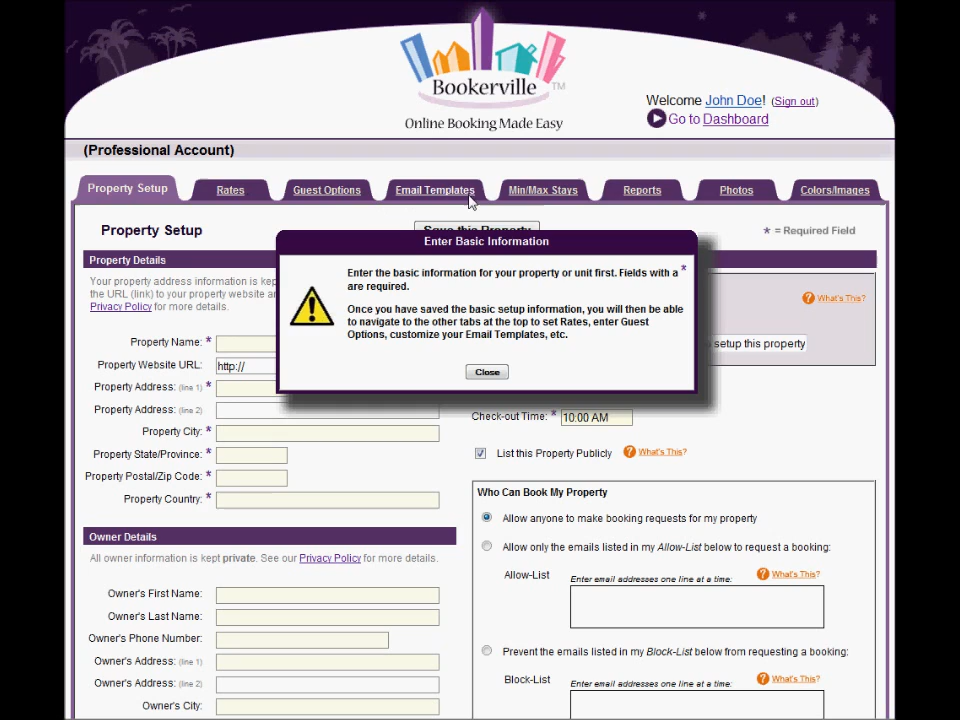 Bookerville TM
Online Booking Made Easy
Welcome John Doe! (Sign out)
Go to Dashboard
(Professional Account)
Property Setup Rates Guest Options Email Templates Min/Max Stays Reports Photos Colors/Images
Property Setup
Save this Property
* = Required Field
Enter Basic Information
Enter the basic information for your property or unit first. Fields with a *
are required.
Once you have saved the basic setup information, you will then be able
to navigate to the other tabs at the top to set Rates, enter Guest
Options, customize your Email Templates, etc.
Close
Property Details
Your property address information is kep
the URL (link) to your property website an
Privacy Policy for more details.
Property Name: *
Property Website URL: http://
Property Address: (line 1) *
Property Address: (line 2)
Property City: *
Property State/Province: *
Property Postal/Zip Code: *
Property Country: *
Owner Details
All owner information is kept private. See our Privacy Policy for more details.
Owner's First Name:
Owner's Last Name:
Owner's Phone Number:
Owner's Address: (line 1)
Owner's Address: (line 2)
Owner's City:
? What's This?
setup this property
Check-out Time: * 10:00 AM
List this Property Publicly ? What's This?
Who Can Book My Property
Allow anyone to make booking requests for my property
Allow only the emails listed in my Allow-List below to request a booking:
Allow-List Enter email addresses one line at a time: ? What's This?
Prevent the emails listed in my Block-List below from requesting a booking:
Block-List Enter email addresses one line at a time: ? What's This?